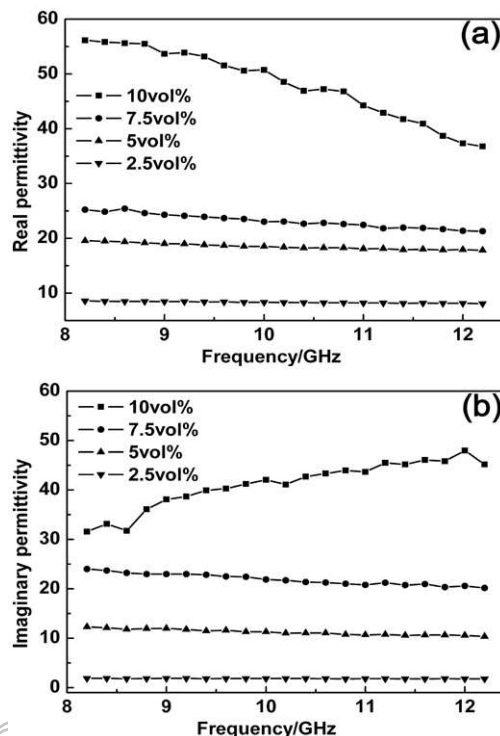 (a)
60
50
40
30
20
10
Real permittivity
10vol%
7.5vol%
5vol%
2.5vol%
8 9 10 11 12
Frequency/GHz
(b)
60
50
40
30
20
10
0
Imaginary permittivity
10vol%
7.5vol%
5vol%
2.5vol%
8 9 10 11 12
Frequency/GHz